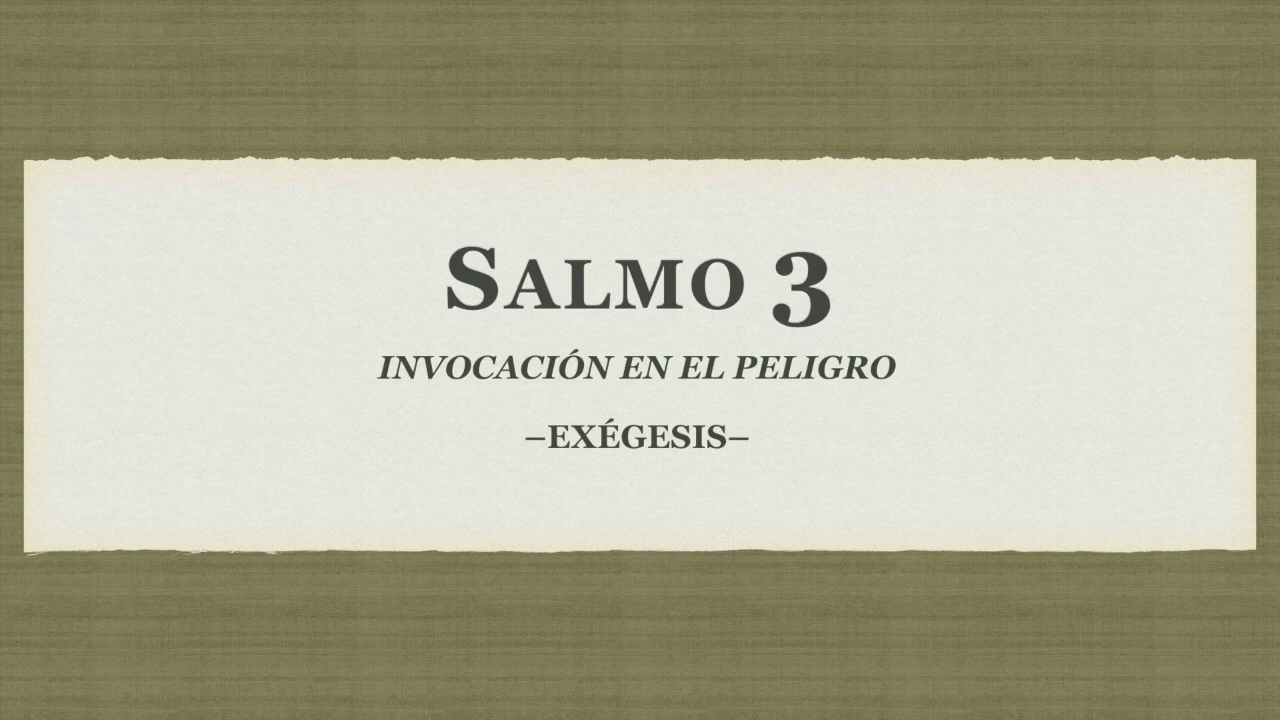 SALMO 3
INVOCACIÓN EN EL PELIGRO
–EXÉGESIS–